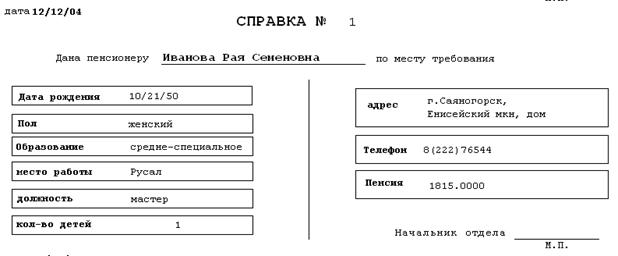 дата 12/12/04
СПРАВКА № 1
Дана пенсионеру Иванова Рая Семеновна по месту требования
Дата рождения 10/21/50
Пол женский
Образование средне-специальное
место работы Русал
должность мастер
кол-во детей 1
адрес г.Саяногорск,
Енисейский мкн, дом
Телефон 8(222)76544
Пенсия 1815.0000
Начальник отдела
М.П.